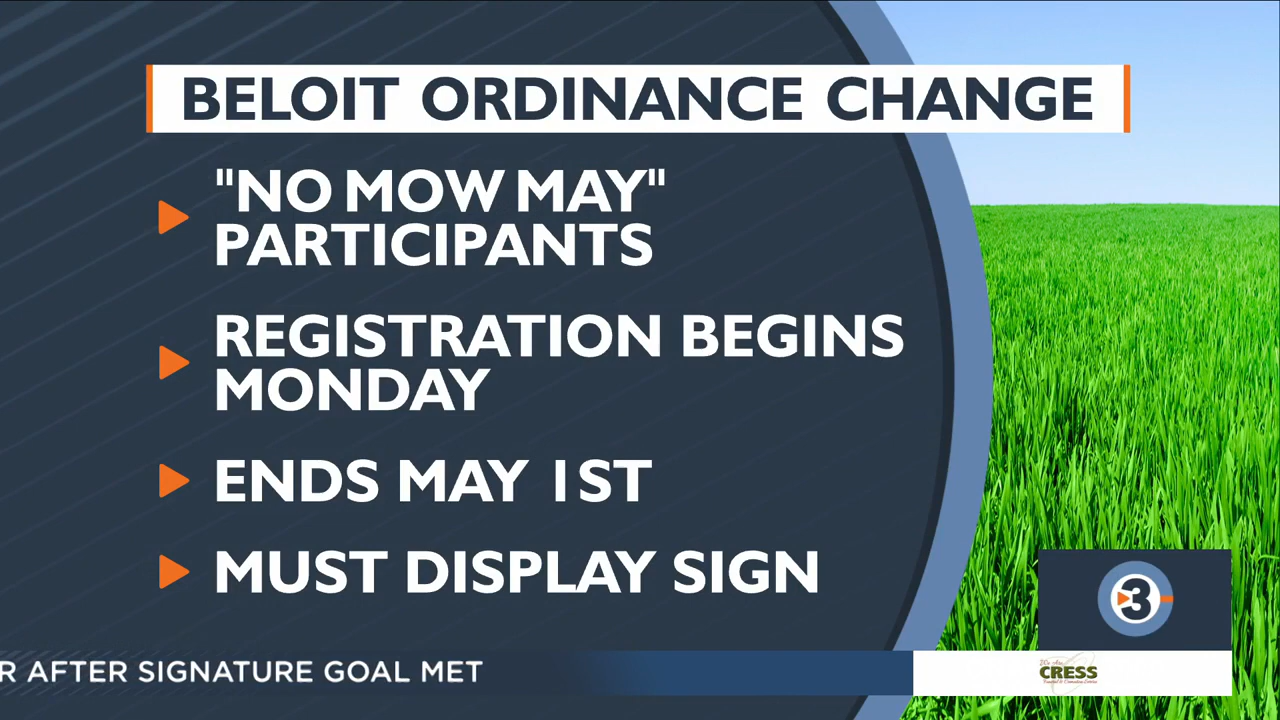 BELOIT ORDINANCE CHANGE
"NO MOW MAY"
PARTICIPANTS
REGISTRATION BEGINS
MONDAY
ENDS MAY 1ST
MUST DISPLAY SIGN
3
R AFTER SIGNATURE GOAL MET
CRESS